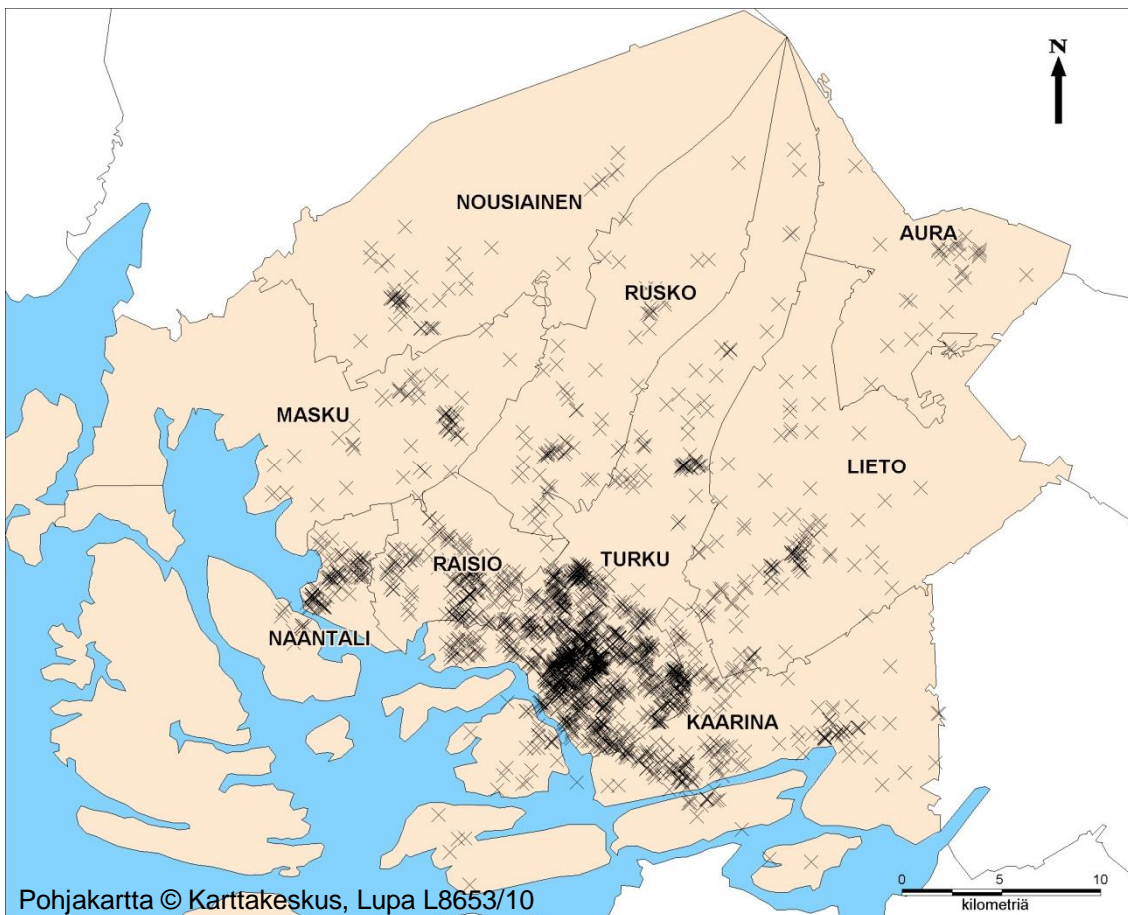 N
NOUSIAINEN
AURA
RUSKO
MASKU
LIETO
RAISIO
TURKU
NAANTALI
KAARINA
0 5 10
kilometriä
Pohjakartta © Karttakeskus, Lupa L8653/10